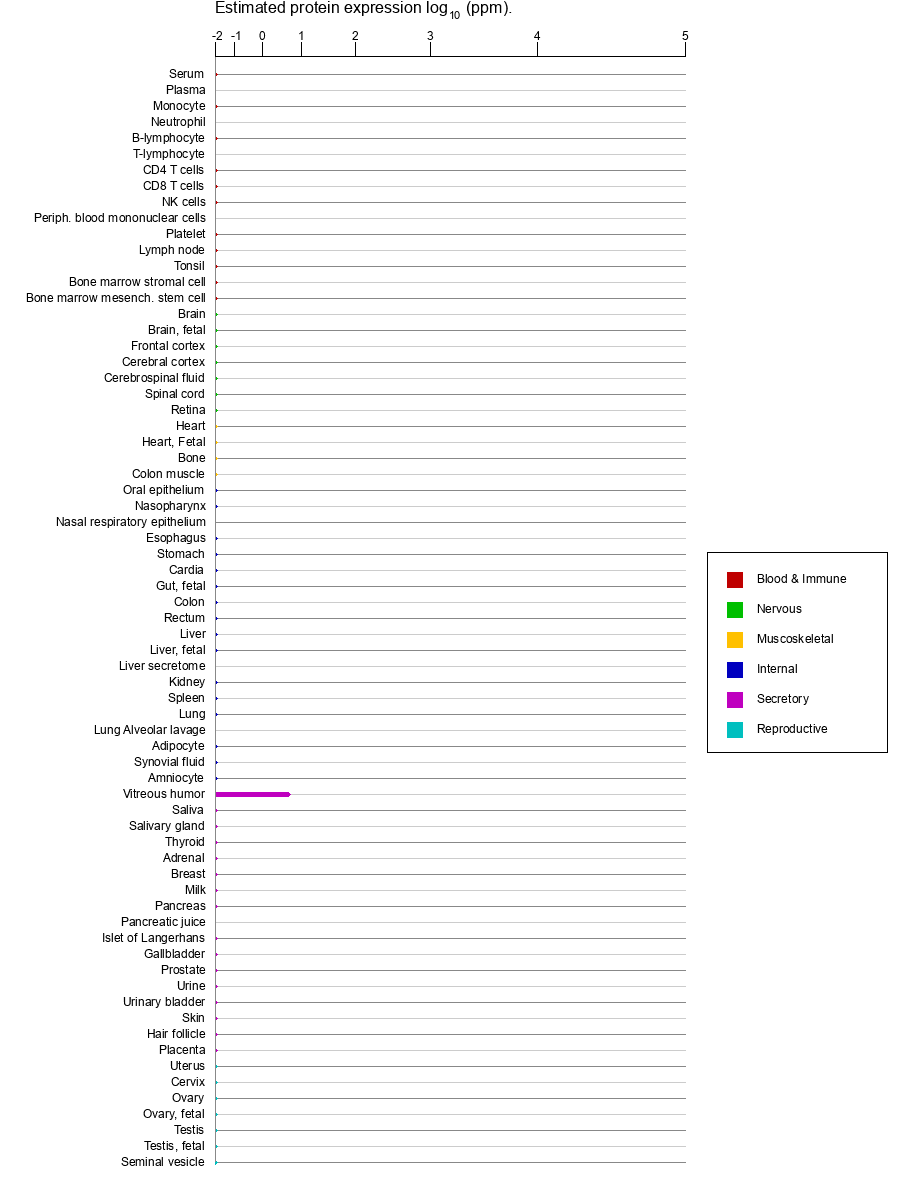 Estimated protein expression log10 (ppm).
-2 -1 0 1 2 3 4 5
Serum
Plasma
Monocyte
Neutrophil
B-lymphocyte
T-lymphocyte
CD4 T cells
CD8 T cells
NK cells
Periph. blood mononuclear cells
Platelet
Lymph node
Tonsil
Bone marrow stromal cell
Bone marrow mesench. stem cell
Brain
Brain, fetal
Frontal cortex
Cerebral cortex
Cerebrospinal fluid
Spinal cord
Retina
Heart
Heart, Fetal
Bone
Colon muscle
Oral epithelium
Nasopharynx
Nasal respiratory epithelium
Esophagus
Stomach
Cardia
Gut, fetal
Colon
Rectum
Liver
Liver, fetal
Liver secretome
Kidney
Spleen
Lung
Lung Alveolar lavage
Adipocyte
Synovial fluid
Amniocyte
Vitreous humor
Saliva
Salivary gland
Thyroid
Adrenal
Breast
Milk
Pancreas
Pancreatic juice
Islet of Langerhans
Gallbladder
Prostate
Urine
Urinary bladder
Skin
Hair follicle
Placenta
Uterus
Cervix
Ovary
Ovary, fetal
Testis
Testis, fetal
Seminal vesicle
Blood & Immune
Nervous
Muscoskeletal
Internal
Secretory
Reproductive